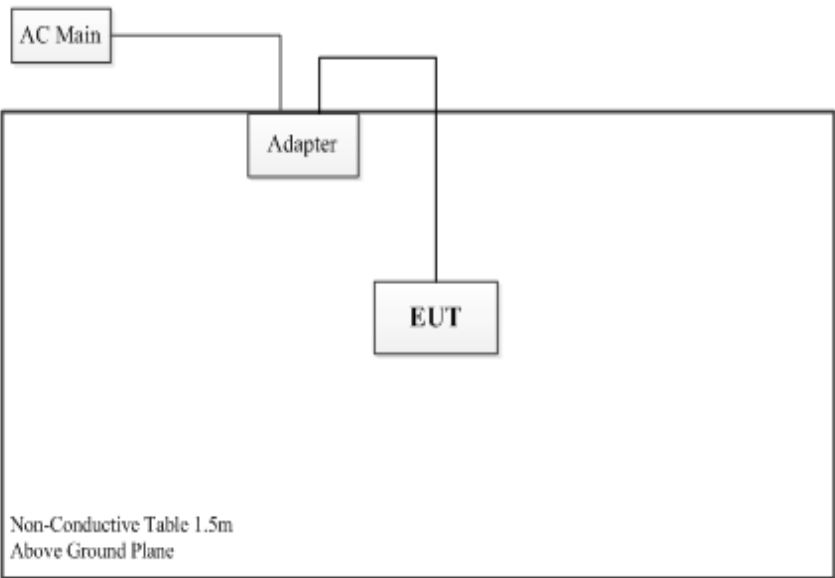 AC Main
Adapter
EUT
Non-Conductive Table 1.5m
Above Ground Plane